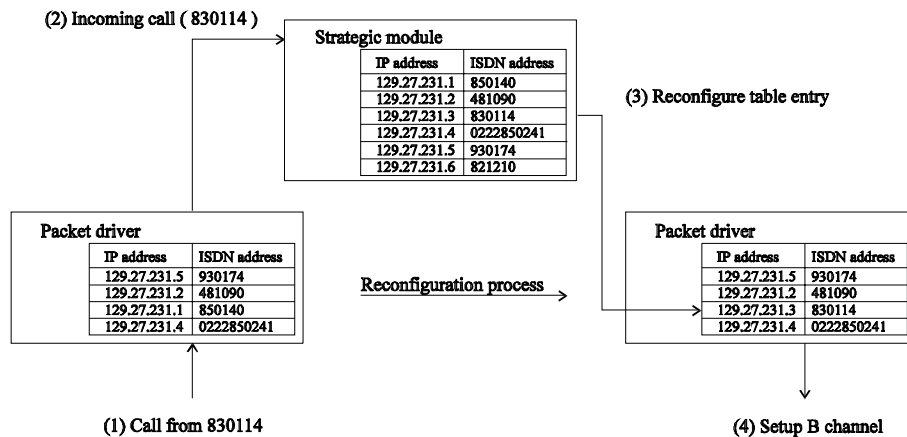 (2) Incoming call ( 830114 )
Strategic module
IP address ISDN address
129.27.231.1 850140
129.27.231.2 481090
129.27.231.3 830114
129.27.231.4 0222850241
129.27.231.5 930174
129.27.231.6 821210
(3) Reconfigure table entry
Packet driver
IP address ISDN address
129.27.231.5 930174
129.27.231.2 481090
129.27.231.1 850140
129.27.231.4 0222850241
Reconfiguration process
Packet driver
IP address ISDN address
129.27.231.5 930174
129.27.231.2 481090
129.27.231.3 830114
129.27.231.4 0222850241
(1) Call from 830114
(4) Setup B channel